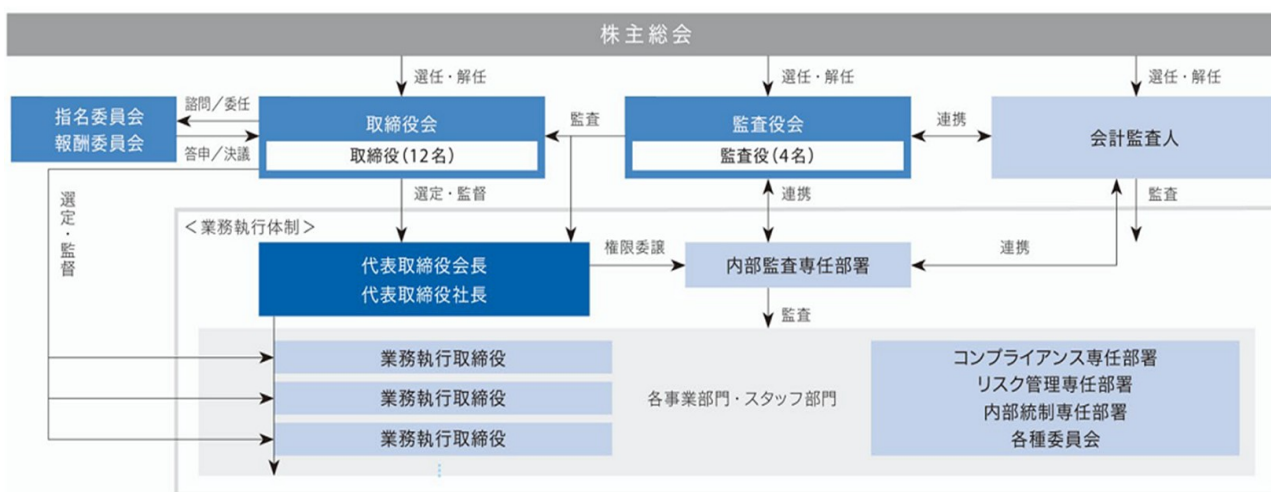 株主総会
選任・解任
選任・解任
選任・解任
指名委員会
報酬委員会
諮問／委任
答申／決議
取締役会
取締役(12名)
監査
監査役会
監査役(4名)
連携
会計監査人
選定・監督
選定・監督
連携
監査
＜業務執行体制＞
代表取締役会長
代表取締役社長
権限委譲
内部監査専任部署
連携
監査
業務執行取締役
業務執行取締役
業務執行取締役
各事業部門・スタッフ部門
コンプライアンス専任部署
リスク管理専任部署
内部統制専任部署
各種委員会